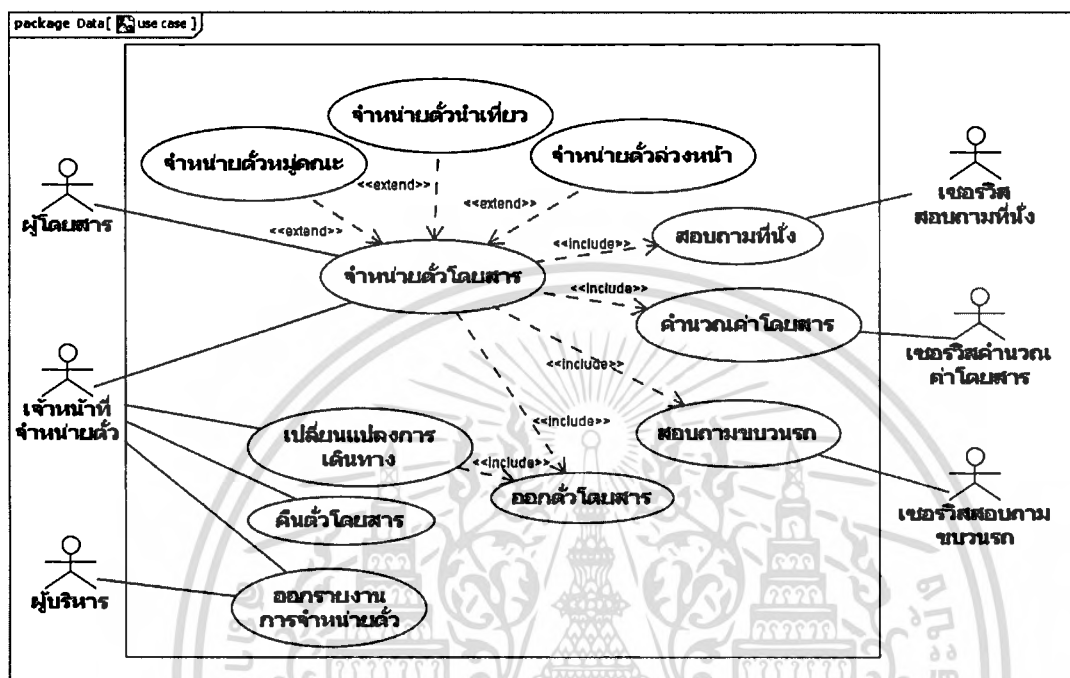 package Data[ use case ]
จำหน่ายตั๋วนำเที่ยว
จำหน่ายตั๋วหมู่คณะ
จำหน่ายตั๋วล่วงหน้า
<<extend>>
<<extend>>
<<extend>>
ผู้โดยสาร
เซอร์วิส
สอบถามที่นั่ง
สอบถามที่นั่ง
<<include>>
จำหน่ายตั๋วโดยสาร
<<include>>
คำนวณค่าโดยสาร
เซอร์วิสคำนวณ
ค่าโดยสาร
<<include>>
เจ้าหน้าที่
จำหน่ายตั๋ว
<<include>>
สอบถามขบวนรถ
เปลี่ยนแปลงการ
เดินทาง
<<include>>
ออกตั๋วโดยสาร
คืนตั๋วโดยสาร
เซอร์วิสสอบถาม
ขบวนรถ
ผู้บริหาร
ออกรายงาน
การจำหน่ายตั๋ว